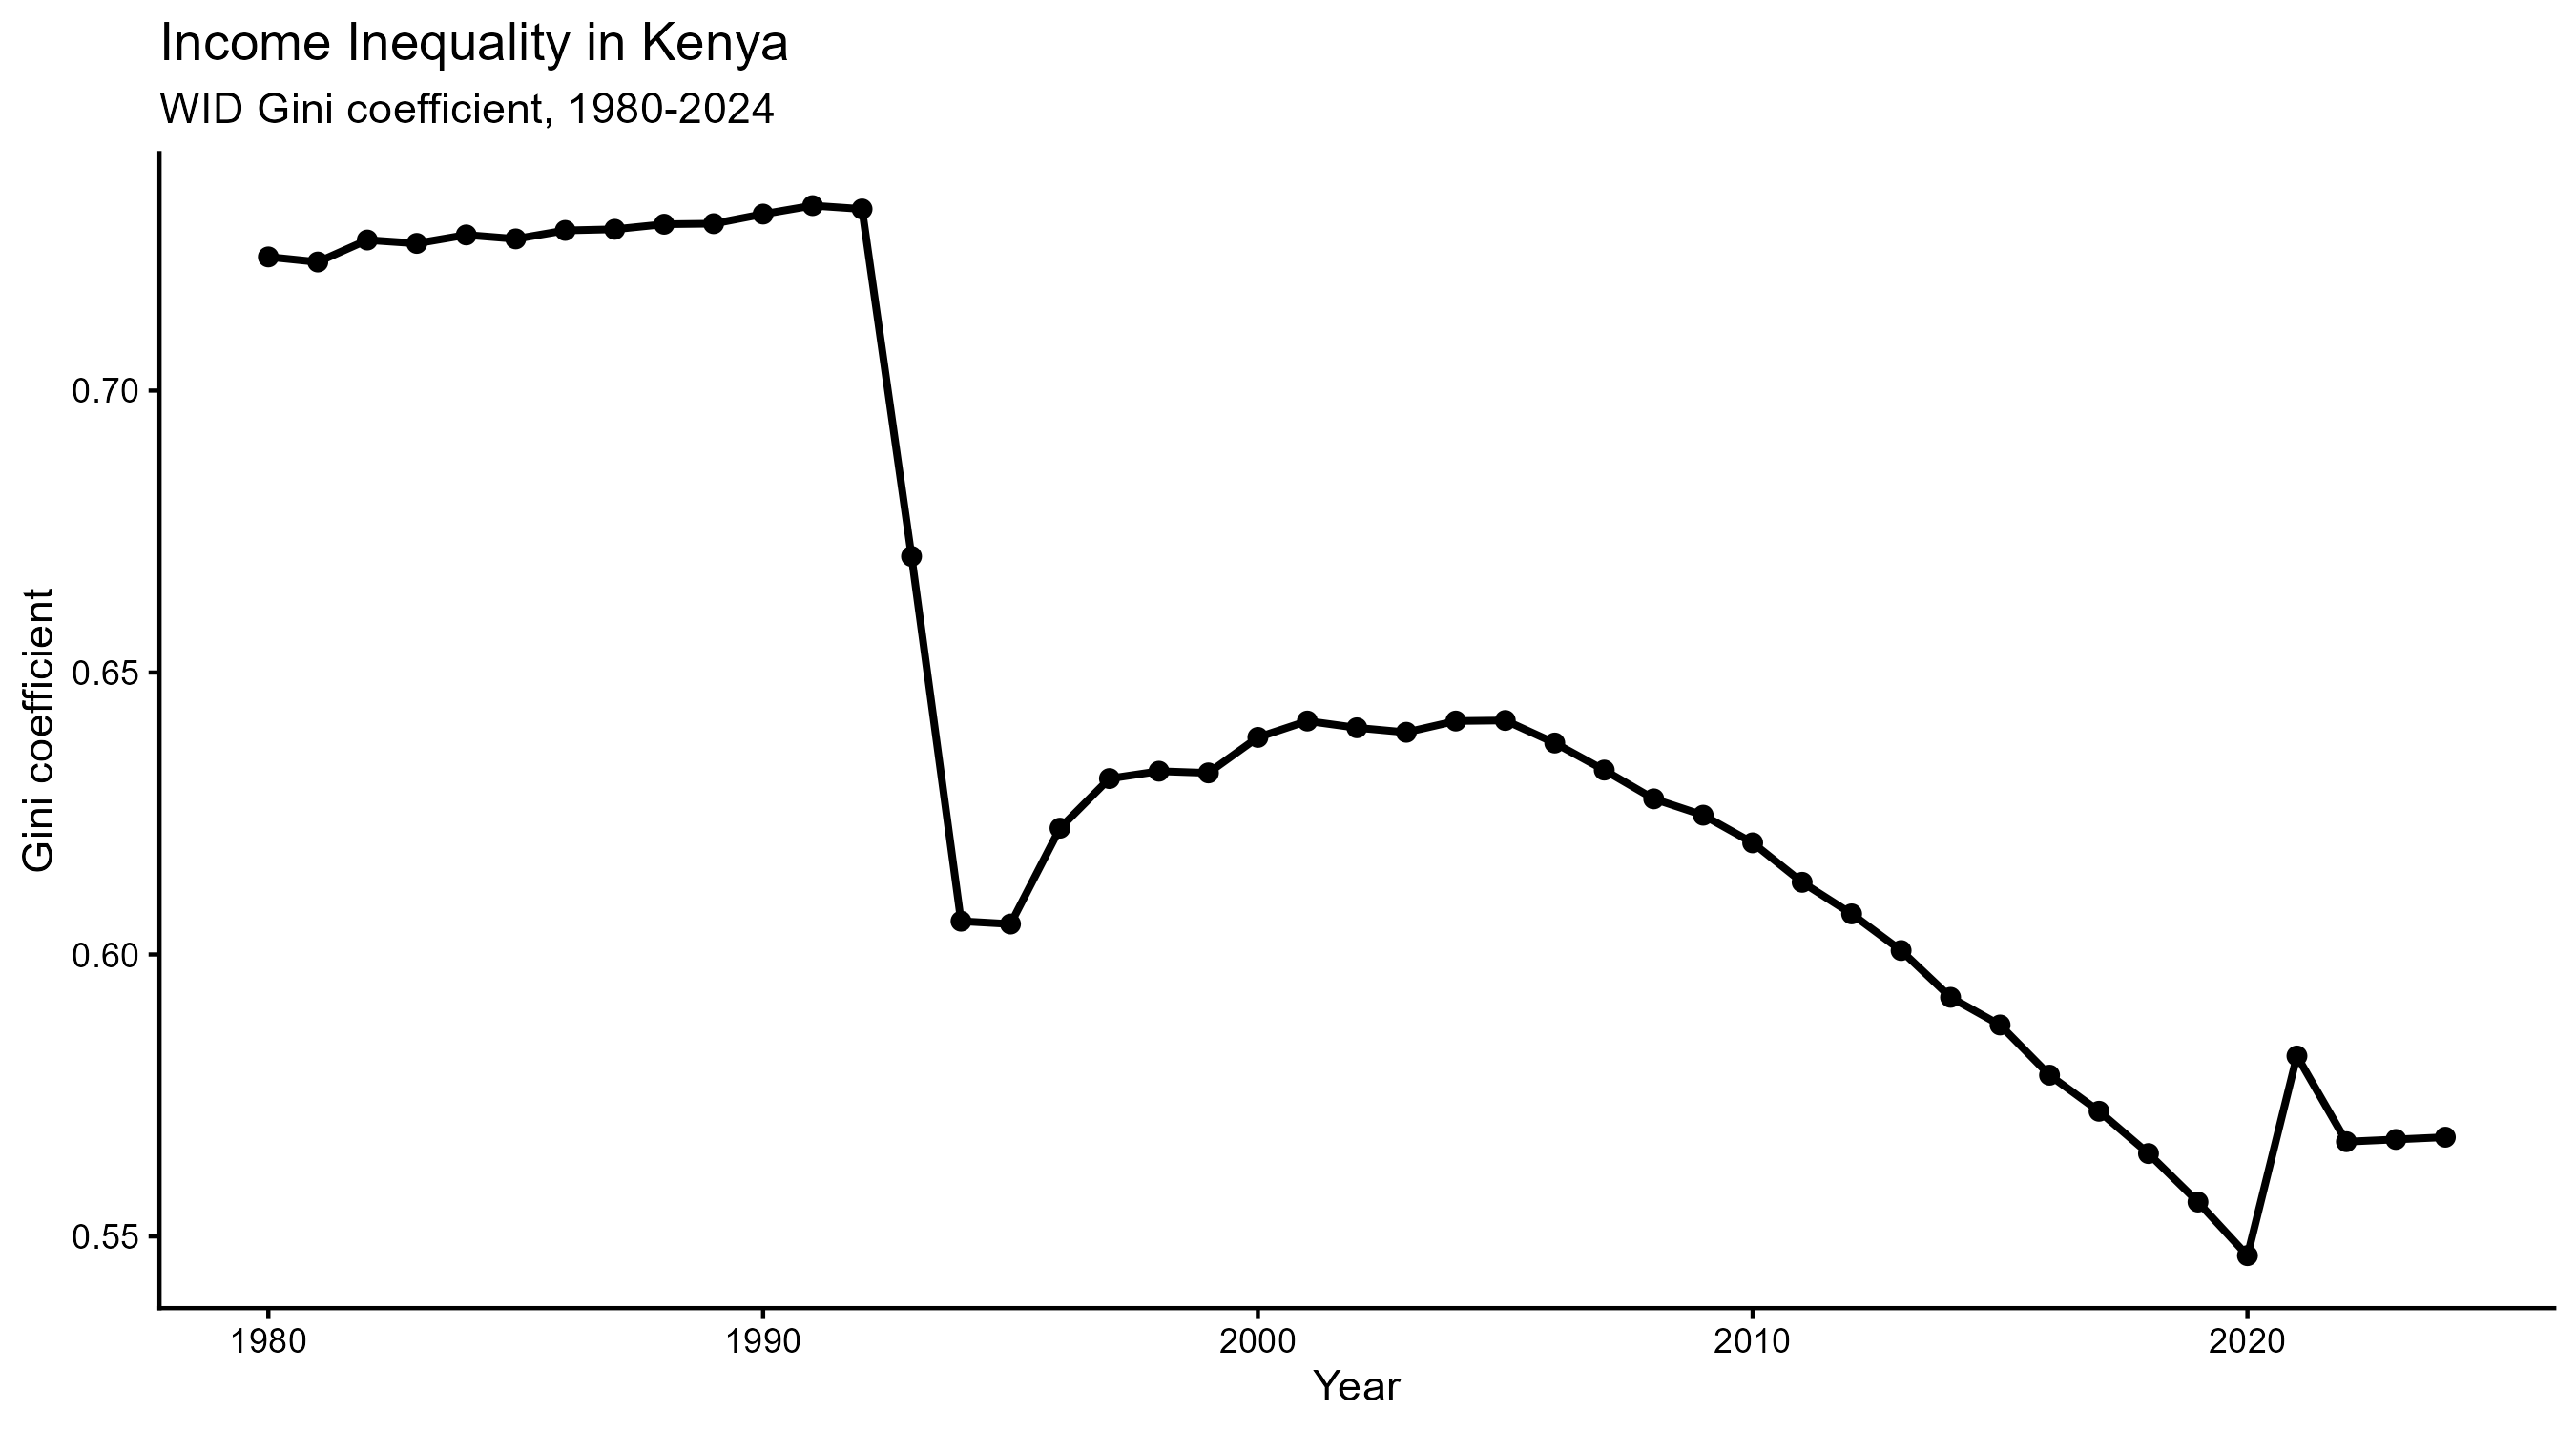 Income Inequality in Kenya
WID Gini coefficient, 1980-2024
Gini coefficient
0.70
0.65
0.60
0.55
1980 1990 2000 2010 2020
Year